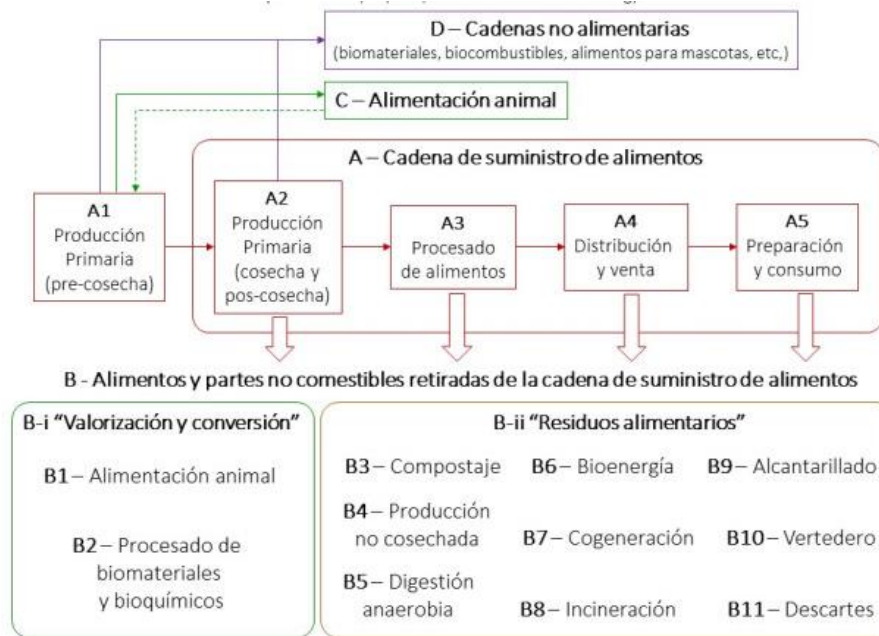 D – Cadenas no alimentarias
(biomateriales, biocombustibles, alimentos para mascotas, etc,)
C – Alimentación animal
A – Cadena de suministro de alimentos
A1
Producción
Primaria
(pre-cosecha)
A2
Producción
Primaria
(cosecha y
pos-cosecha)
A3
Procesado
de alimentos
A4
Distribución
y venta
A5
Preparación
y consumo
B - Alimentos y partes no comestibles retiradas de la cadena de suministro de alimentos
B-i “Valorización y conversión”
B1 – Alimentación animal
B2 – Procesado de
biomateriales
y bioquímicos
B-ii “Residuos alimentarios”
B3 – Compostaje
B4 – Producción
no cosechada
B5 – Digestión
anaerobia
B6 – Bioenergía
B7 – Cogeneración
B8 – Incineración
B9 – Alcantarillado
B10 – Vertedero
B11 – Descartes